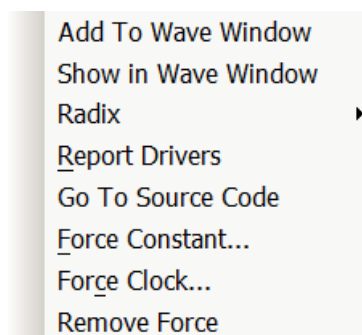 Add To Wave Window
Show in Wave Window
Radix
Report Drivers
Go To Source Code
Force Constant...
Force Clock...
Remove Force